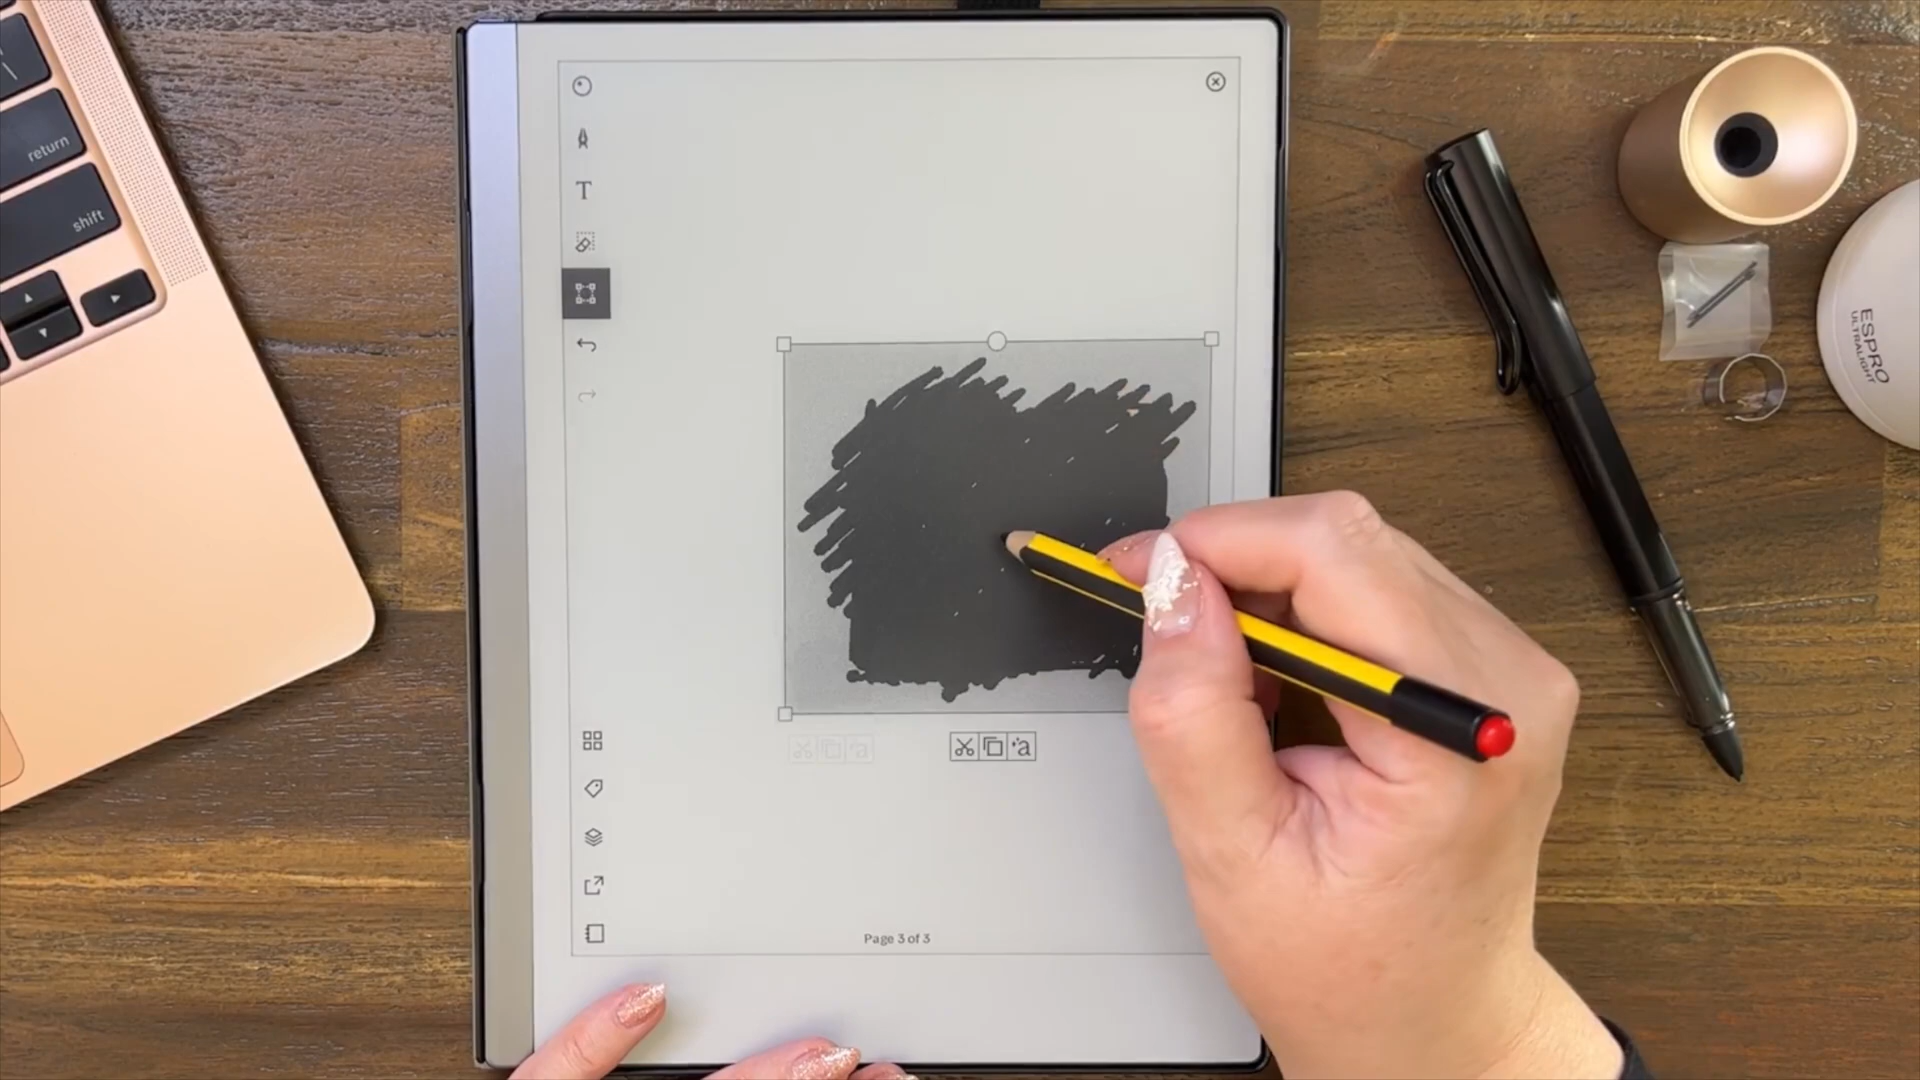 return
shift
T
a
a
Page 3 of 3
ESPRO
ULTRALIGHT